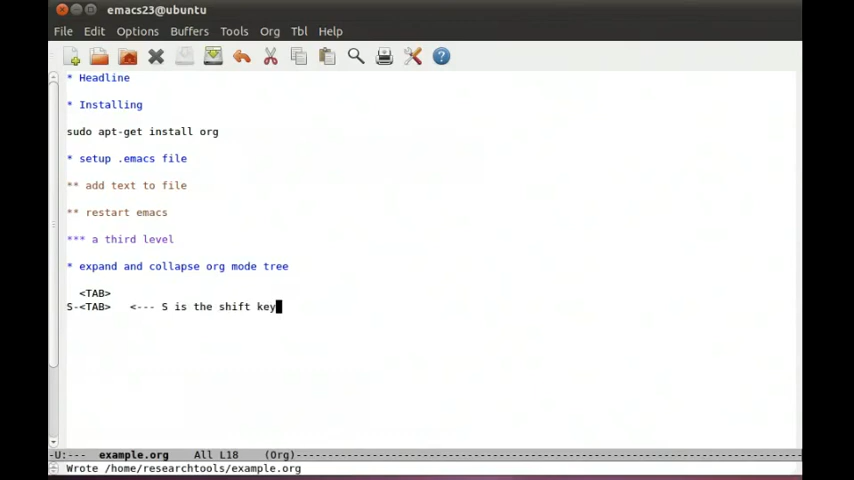 emacs23@ubuntu
File Edit Options Buffers Tools Org Tbl Help
* Headline
* Installing
sudo apt-get install org
* setup .emacs file
** add text to file
** restart emacs
*** a third level
* expand and collapse org mode tree
<TAB>
S-<TAB> <--- S is the shift key
-U:--- example.org All L18 (Org)--------------------------------------------------------------------------------
Wrote /home/researchtools/example.org